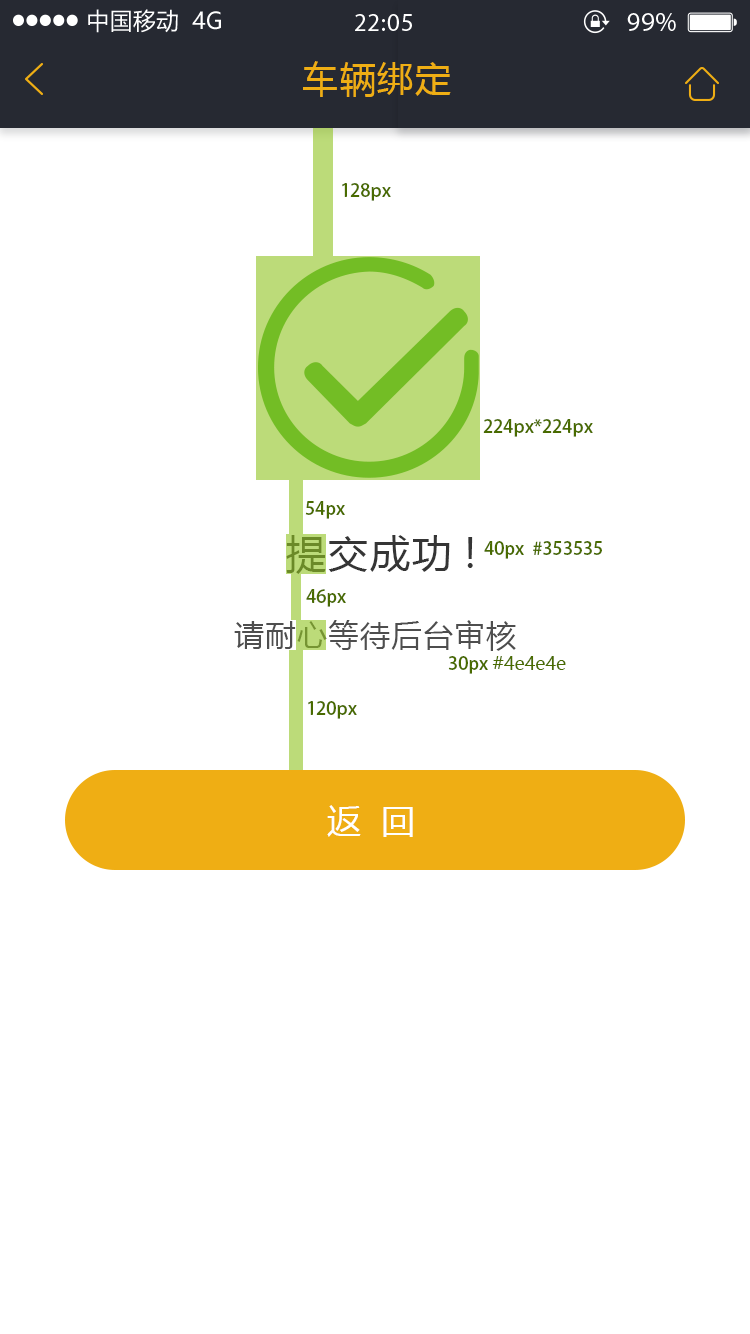 中国移动 4G 22:05 99%
车辆绑定
128px
224px*224px
54px
提交成功！ 40px #353535
46px
请耐心等待后台审核
30px #4e4e4e
120px
返 回